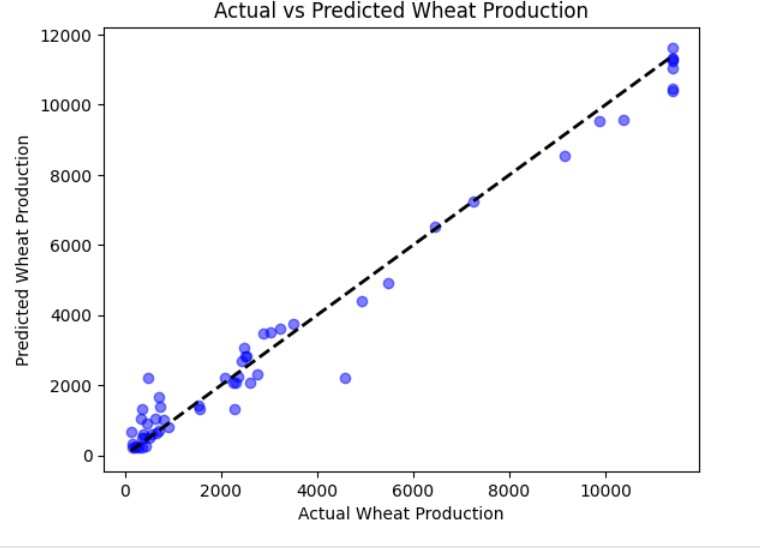 Actual vs Predicted Wheat Production
12000
10000
8000
6000
4000
2000
0
Predicted Wheat Production
0 2000 4000 6000 8000 10000
Actual Wheat Production